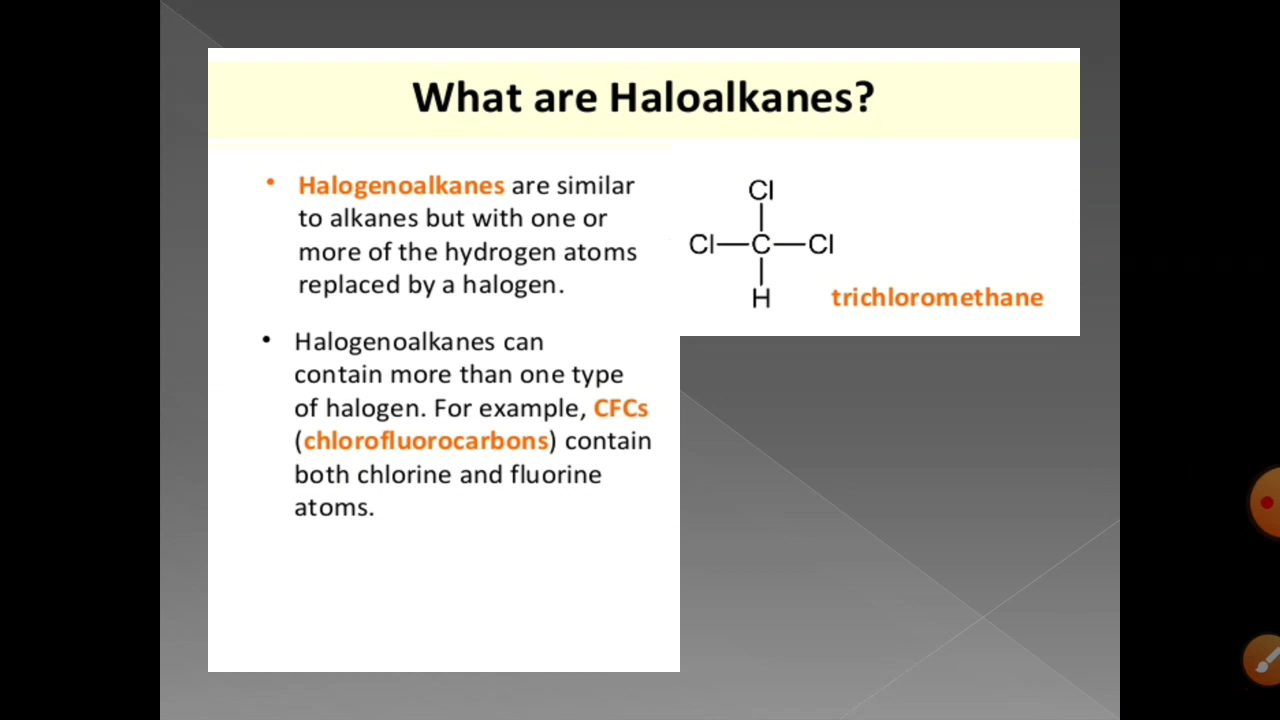 What are Haloalkanes?
• Halogenoalkanes are similar
to alkanes but with one or
more of the hydrogen atoms
replaced by a halogen.
• Halogenoalkanes can
contain more than one type
of halogen. For example, CFCs
(chlorofluorocarbons) contain
both chlorine and fluorine
atoms.
Cl
Cl—C—Cl
H
trichloromethane